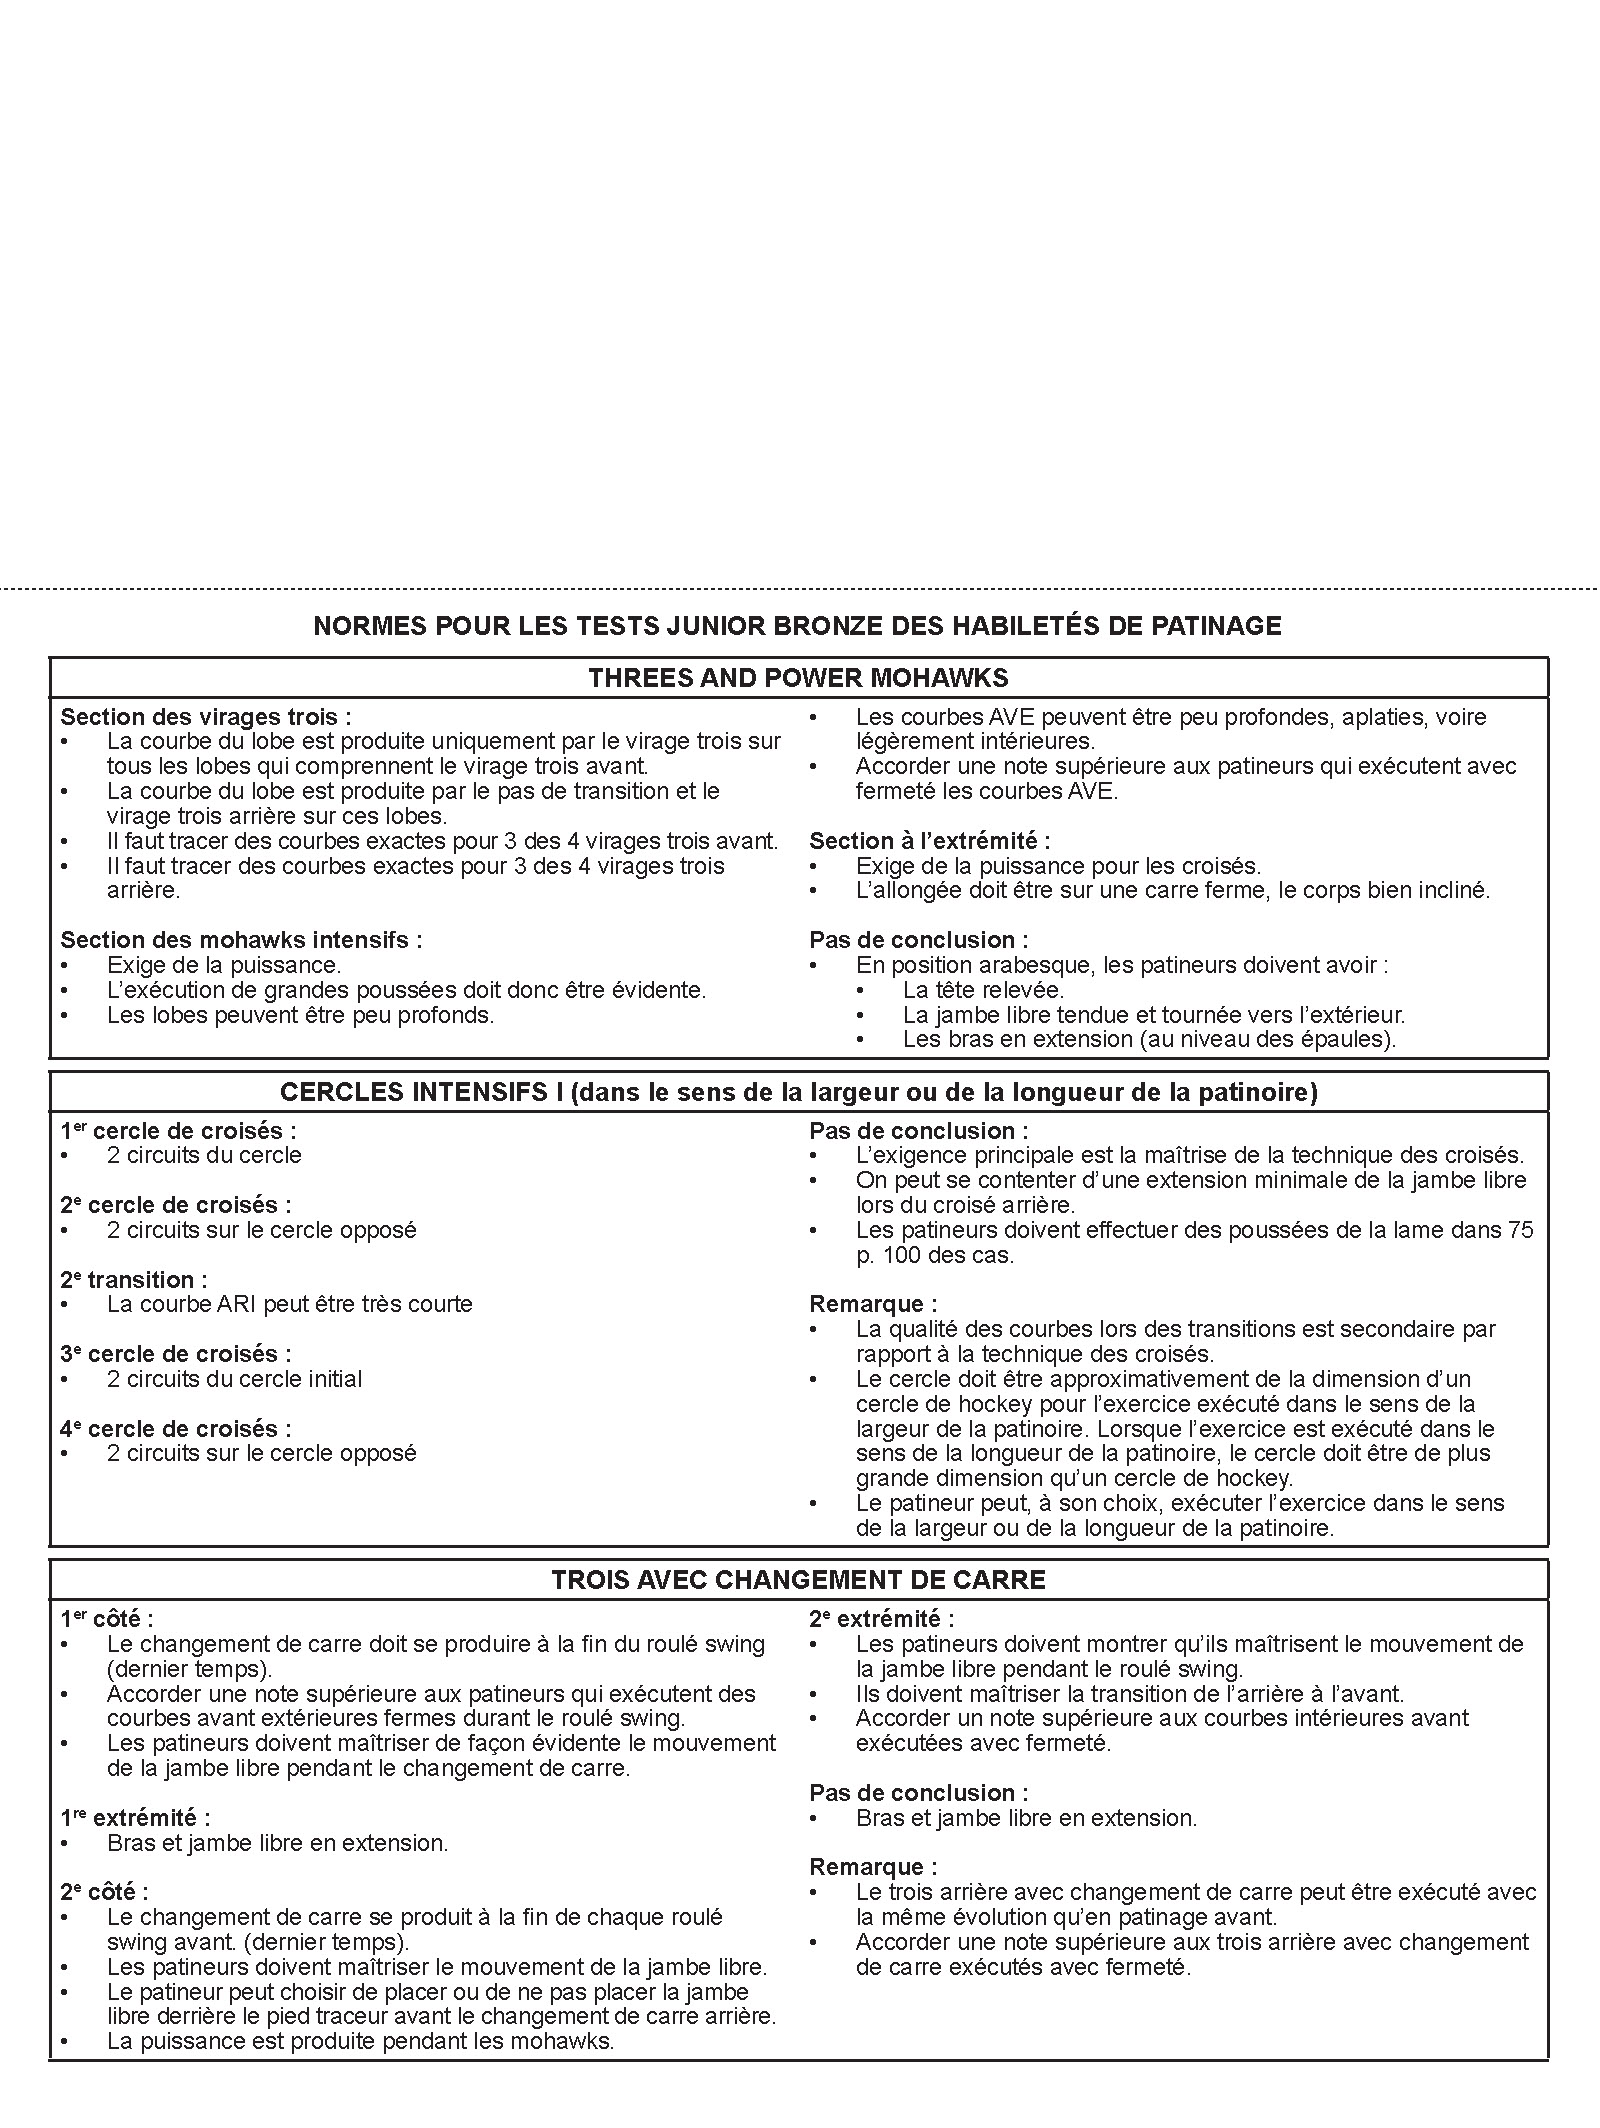 NORMES POUR LES TESTS JUNIOR BRONZE DES HABILETÉS DE PATINAGE
THREES AND POWER MOHAWKS
Section des virages trois :
• La courbe du lobe est produite uniquement par le virage trois sur
tous les lobes qui comprennent le virage trois avant.
• La courbe du lobe est produite par le pas de transition et le
virage trois arrière sur ces lobes.
• Il faut tracer des courbes exactes pour 3 des 4 virages trois avant.
• Il faut tracer des courbes exactes pour 3 des 4 virages trois
arrière.
Section des mohawks intensifs :
• Exige de la puissance.
• L’exécution de grandes poussées doit donc être évidente.
• Les lobes peuvent être peu profonds.
• Les courbes AVE peuvent être peu profondes, aplaties, voire
légèrement intérieures.
• Accorder une note supérieure aux patineurs qui exécutent avec
fermeté les courbes AVE.
Section à l’extrémité :
• Exige de la puissance pour les croisés.
• L’allongée doit être sur une carre ferme, le corps bien incliné.
Pas de conclusion :
• En position arabesque, les patineurs doivent avoir :
• La tête relevée.
• La jambe libre tendue et tournée vers l’extérieur.
• Les bras en extension (au niveau des épaules).
CERCLES INTENSIFS I (dans le sens de la largeur ou de la longueur de la patinoire)
1er cercle de croisés :
• 2 circuits du cercle
2e cercle de croisés :
• 2 circuits sur le cercle opposé
2e transition :
• La courbe ARI peut être très courte
3e cercle de croisés :
• 2 circuits du cercle initial
4e cercle de croisés :
• 2 circuits sur le cercle opposé
Pas de conclusion :
• L’exigence principale est la maîtrise de la technique des croisés.
• On peut se contenter d’une extension minimale de la jambe libre
lors du croisé arrière.
• Les patineurs doivent effectuer des poussées de la lame dans 75
p. 100 des cas.
Remarque :
• La qualité des courbes lors des transitions est secondaire par
rapport à la technique des croisés.
• Le cercle doit être approximativement de la dimension d’un
cercle de hockey pour l’exercice exécuté dans le sens de la
largeur de la patinoire. Lorsque l’exercice est exécuté dans le
sens de la longueur de la patinoire, le cercle doit être de plus
grande dimension qu’un cercle de hockey.
• Le patineur peut, à son choix, exécuter l’exercice dans le sens
de la largeur ou de la longueur de la patinoire.
TROIS AVEC CHANGEMENT DE CARRE
1er côté :
• Le changement de carre doit se produire à la fin du roulé swing
(dernier temps).
• Accorder une note supérieure aux patineurs qui exécutent des
courbes avant extérieures fermes durant le roulé swing.
• Les patineurs doivent maîtriser de façon évidente le mouvement
de la jambe libre pendant le changement de carre.
1re extrémité :
• Bras et jambe libre en extension.
2e côté :
• Le changement de carre se produit à la fin de chaque roulé
swing avant. (dernier temps).
• Les patineurs doivent maîtriser le mouvement de la jambe libre.
• Le patineur peut choisir de placer ou de ne pas placer la jambe
libre derrière le pied traceur avant le changement de carre arrière.
• La puissance est produite pendant les mohawks.
2e extrémité :
• Les patineurs doivent montrer qu’ils maîtrisent le mouvement de
la jambe libre pendant le roulé swing.
• Ils doivent maîtriser la transition de l’arrière à l’avant.
• Accorder un note supérieure aux courbes intérieures avant
exécutées avec fermeté.
Pas de conclusion :
• Bras et jambe libre en extension.
Remarque :
• Le trois arrière avec changement de carre peut être exécuté avec
la même évolution qu’en patinage avant.
• Accorder une note supérieure aux trois arrière avec changement
de carre exécutés avec fermeté.